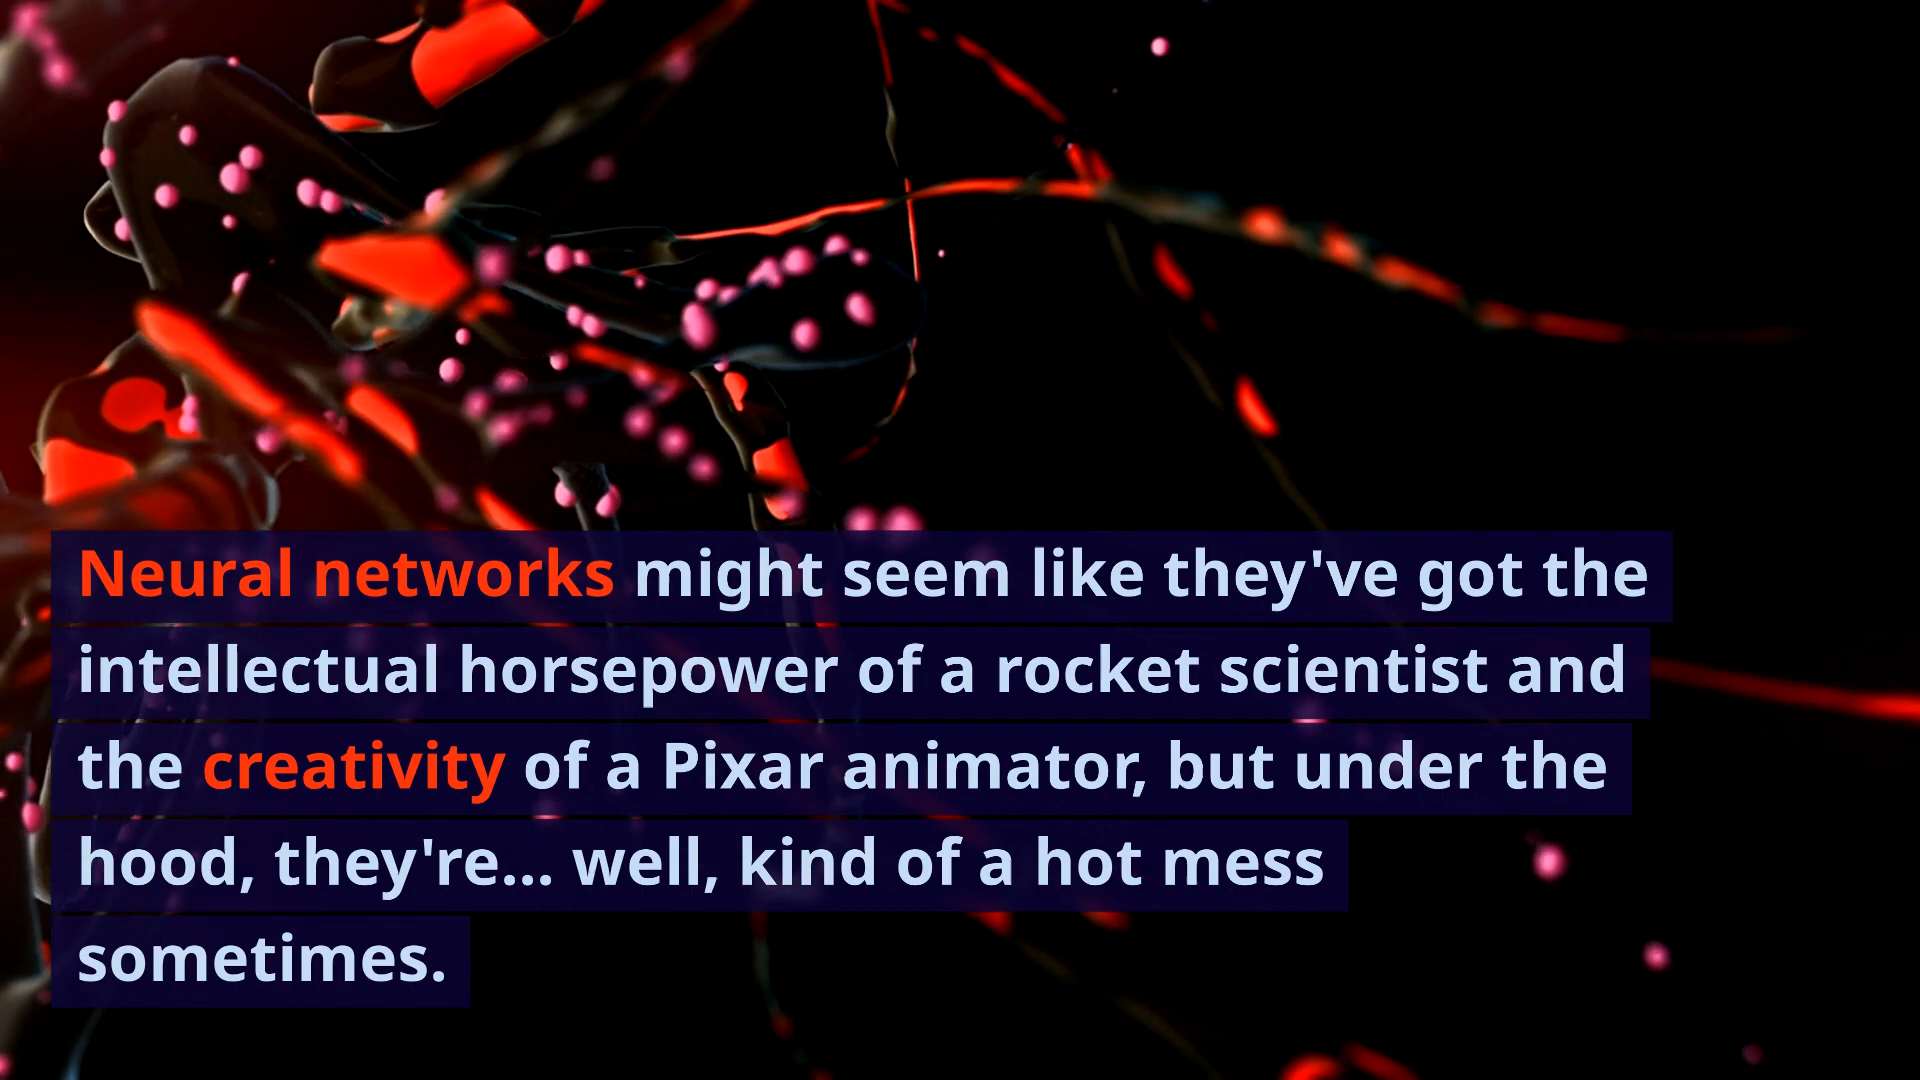 Neural networks might seem like they've got the
intellectual horsepower of a rocket scientist and
the creativity of a Pixar animator, but under the
hood, they're... well, kind of a hot mess
sometimes.